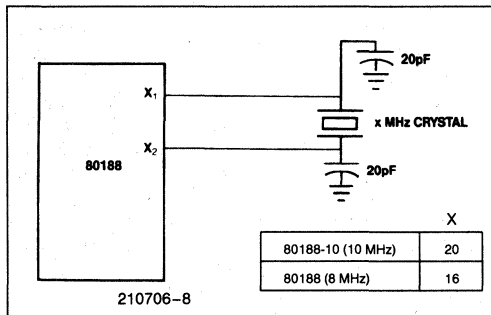 20pF
X₁
x MHz CRYSTAL
X₂
80188
20pF
X
80188-10 (10 MHz) 20
80188 (8 MHz) 16
210706-8